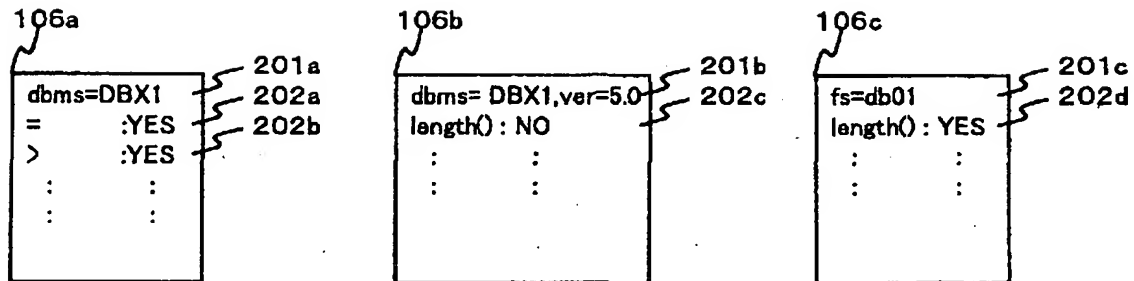 106a
201a
dbms=DBX1
202a
= :YES
202b
> :YES
: :
: :
106b
201b
dbms= DBX1,ver=5.0
202c
length() : NO
: :
: :
106c
201c
fs=db01
202d
length() : YES
: :
: :